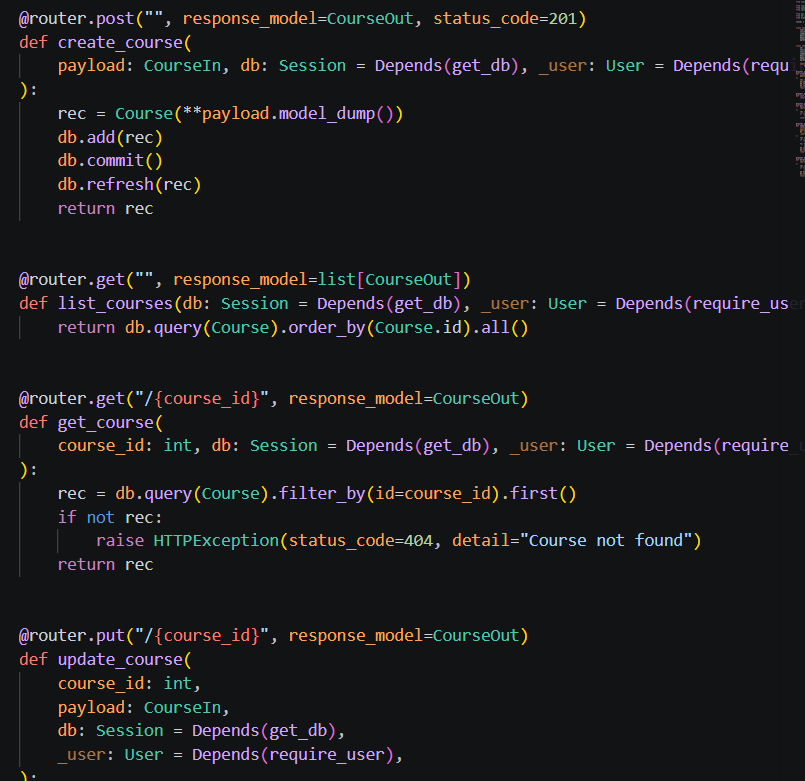 @router.post("", response_model=CourseOut, status_code=201)
def create_course(
    payload: CourseIn, db: Session = Depends(get_db), _user: User = Depends(requ
):
    rec = Course(**payload.model_dump())
    db.add(rec)
    db.commit()
    db.refresh(rec)
    return rec
@router.get("", response_model=list[CourseOut])
def list_courses(db: Session = Depends(get_db), _user: User = Depends(require_use
    return db.query(Course).order_by(Course.id).all()
@router.get("/{course_id}", response_model=CourseOut)
def get_course(
    course_id: int, db: Session = Depends(get_db), _user: User = Depends(require_
):
    rec = db.query(Course).filter_by(id=course_id).first()
    if not rec:
        raise HTTPException(status_code=404, detail="Course not found")
    return rec
@router.put("/{course_id}", response_model=CourseOut)
def update_course(
    course_id: int,
    payload: CourseIn,
    db: Session = Depends(get_db),
    _user: User = Depends(require_user),
):